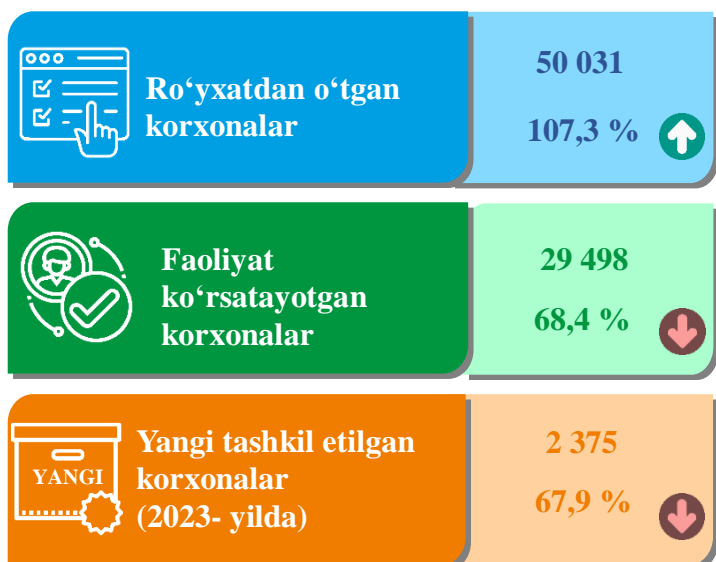 Ro‘yxatdan o‘tgan
korxonalar
50 031
107,3 %
Faoliyat
ko‘rsatayotgan
korxonalar
29 498
68,4 %
YANGI
Yangi tashkil etilgan
korxonalar
(2023- yilda)
2 375
67,9 %